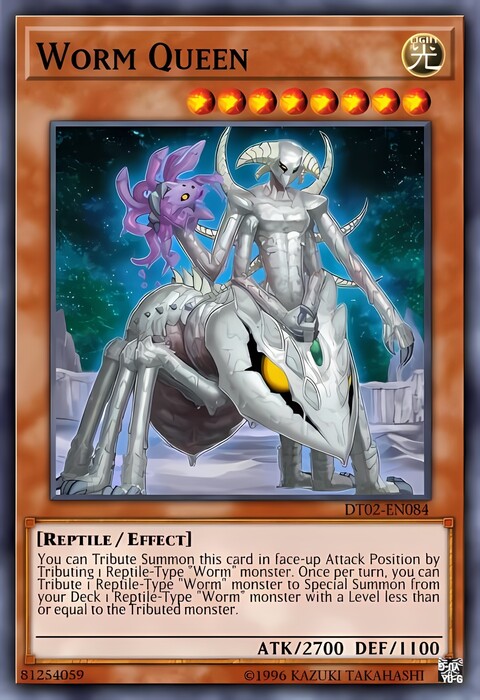 Worm Queen
LIGHT
光
DT02-EN084
[Reptile / Effect]
You can Tribute Summon this card in face-up Attack Position by
Tributing 1 Reptile-Type "Worm" monster. Once per turn, you can
Tribute 1 Reptile-Type "Worm" monster to Special Summon from
your Deck 1 Reptile-Type "Worm" monster with a Level less than
or equal to the Tributed monster.
ATK/2700 DEF/1100
81254059
©1996 KAZUKI TAKAHASHI